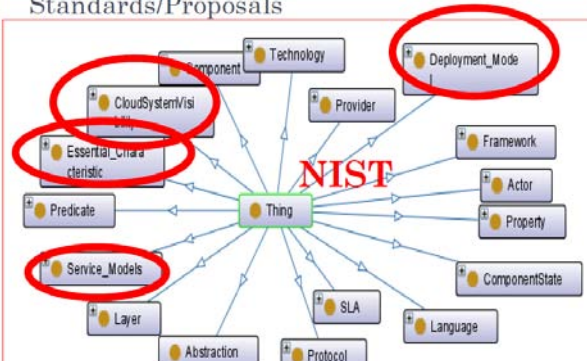 Standards/Proposals
Technology
Component
Deployment_Mode
l
CloudSystemVisi
bility
Provider
Essential_Chara
cteristic
Framework
NIST
Actor
Predicate
Thing
Property
Service_Models
ComponentState
SLA
Layer
Language
Abstraction
Protocol